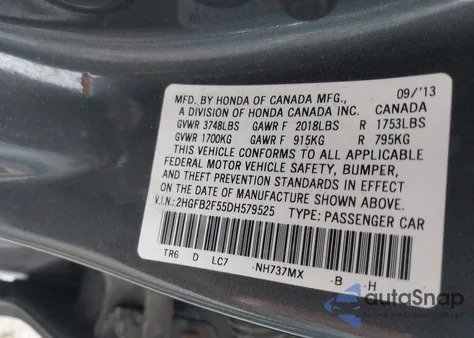 09/'13
MFD. BY HONDA OF CANADA MFG., CANADA
A DIVISION OF HONDA CANADA INC.
GVWR 3748LBS GAWR F 2018LBS R 1753LBS
GVWR 1700KG GAWR F 915KG R 795KG
THIS VEHICLE CONFORMS TO ALL APPLICABLE
FEDERAL MOTOR VEHICLE SAFETY, BUMPER,
AND THEFT PREVENTION STANDARDS IN EFFECT
ON THE DATE OF MANUFACTURE SHOWN ABOVE.
V.I.N.: 2HGFB2F55DH579525 TYPE: PASSENGER CAR
TR6 D LC7 -NH737MX -B -H
autoSnap